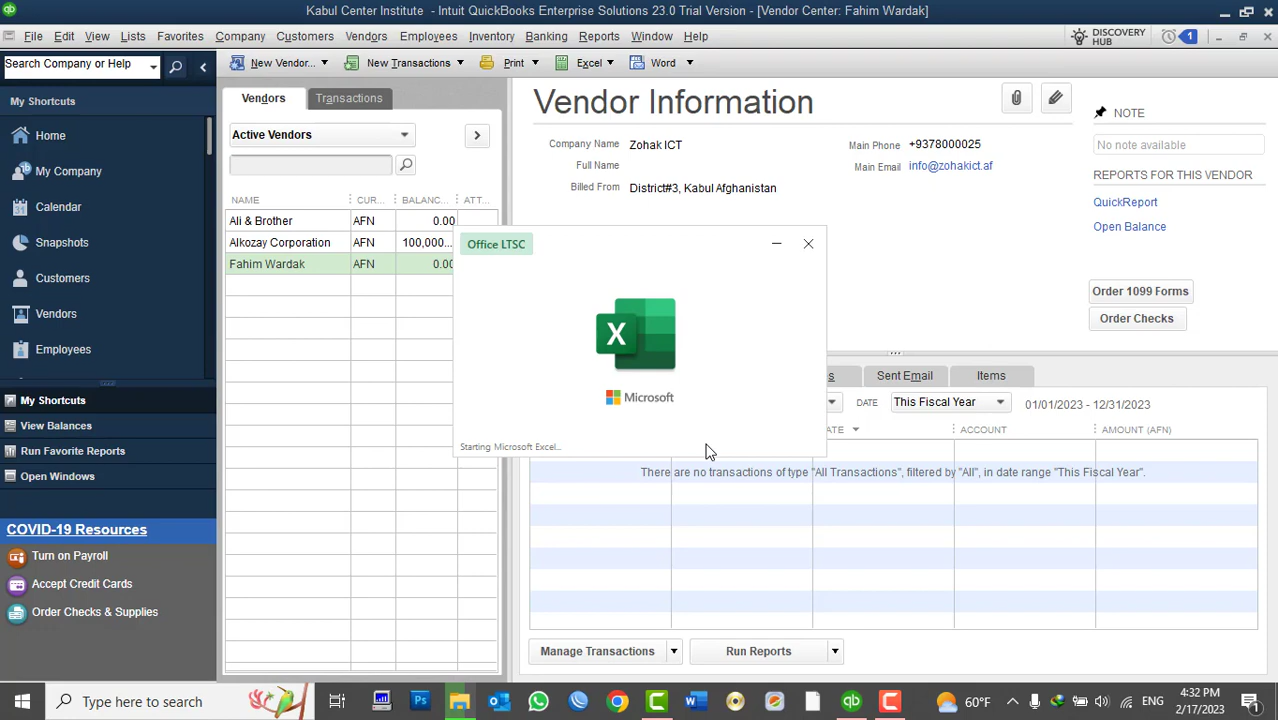 Kabul Center Institute - Intuit QuickBooks Enterprise Solutions 23.0 Trial Version - [Vendor Center: Fahim Wardak]
File Edit View Lists Favorites Company Customers Vendors Employees Inventory Banking Reports Window Help
DISCOVERY HUB 1
Search Company or Help
New Vendor... New Transactions Print Excel Word
My Shortcuts
Home
My Company
Calendar
Snapshots
Customers
Vendors
Employees
My Shortcuts
View Balances
Run Favorite Reports
Open Windows
COVID-19 Resources
Turn on Payroll
Accept Credit Cards
Order Checks & Supplies
Vendors Transactions
Active Vendors
NAME CUR... BALANC... ATT...
Ali & Brother AFN 0.00
Alkozay Corporation AFN 100,000...
Fahim Wardak AFN 0.00
Vendor Information
Company Name Zohak ICT
Full Name
Billed From District#3, Kabul Afghanistan
Main Phone +9378000025
Main Email info@zohakict.af
NOTE
No note available
REPORTS FOR THIS VENDOR
QuickReport
Open Balance
Order 1099 Forms
Order Checks
Office LTSC
X
Microsoft
Starting Microsoft Excel...
s Sent Email Items
DATE This Fiscal Year 01/01/2023 - 12/31/2023
ATE ACCOUNT AMOUNT (AFN)
There are no transactions of type "All Transactions", filtered by "All", in date range "This Fiscal Year".
Manage Transactions Run Reports
Type here to search
Ps
qb
60°F
ENG
4:32 PM
2/17/2023
1